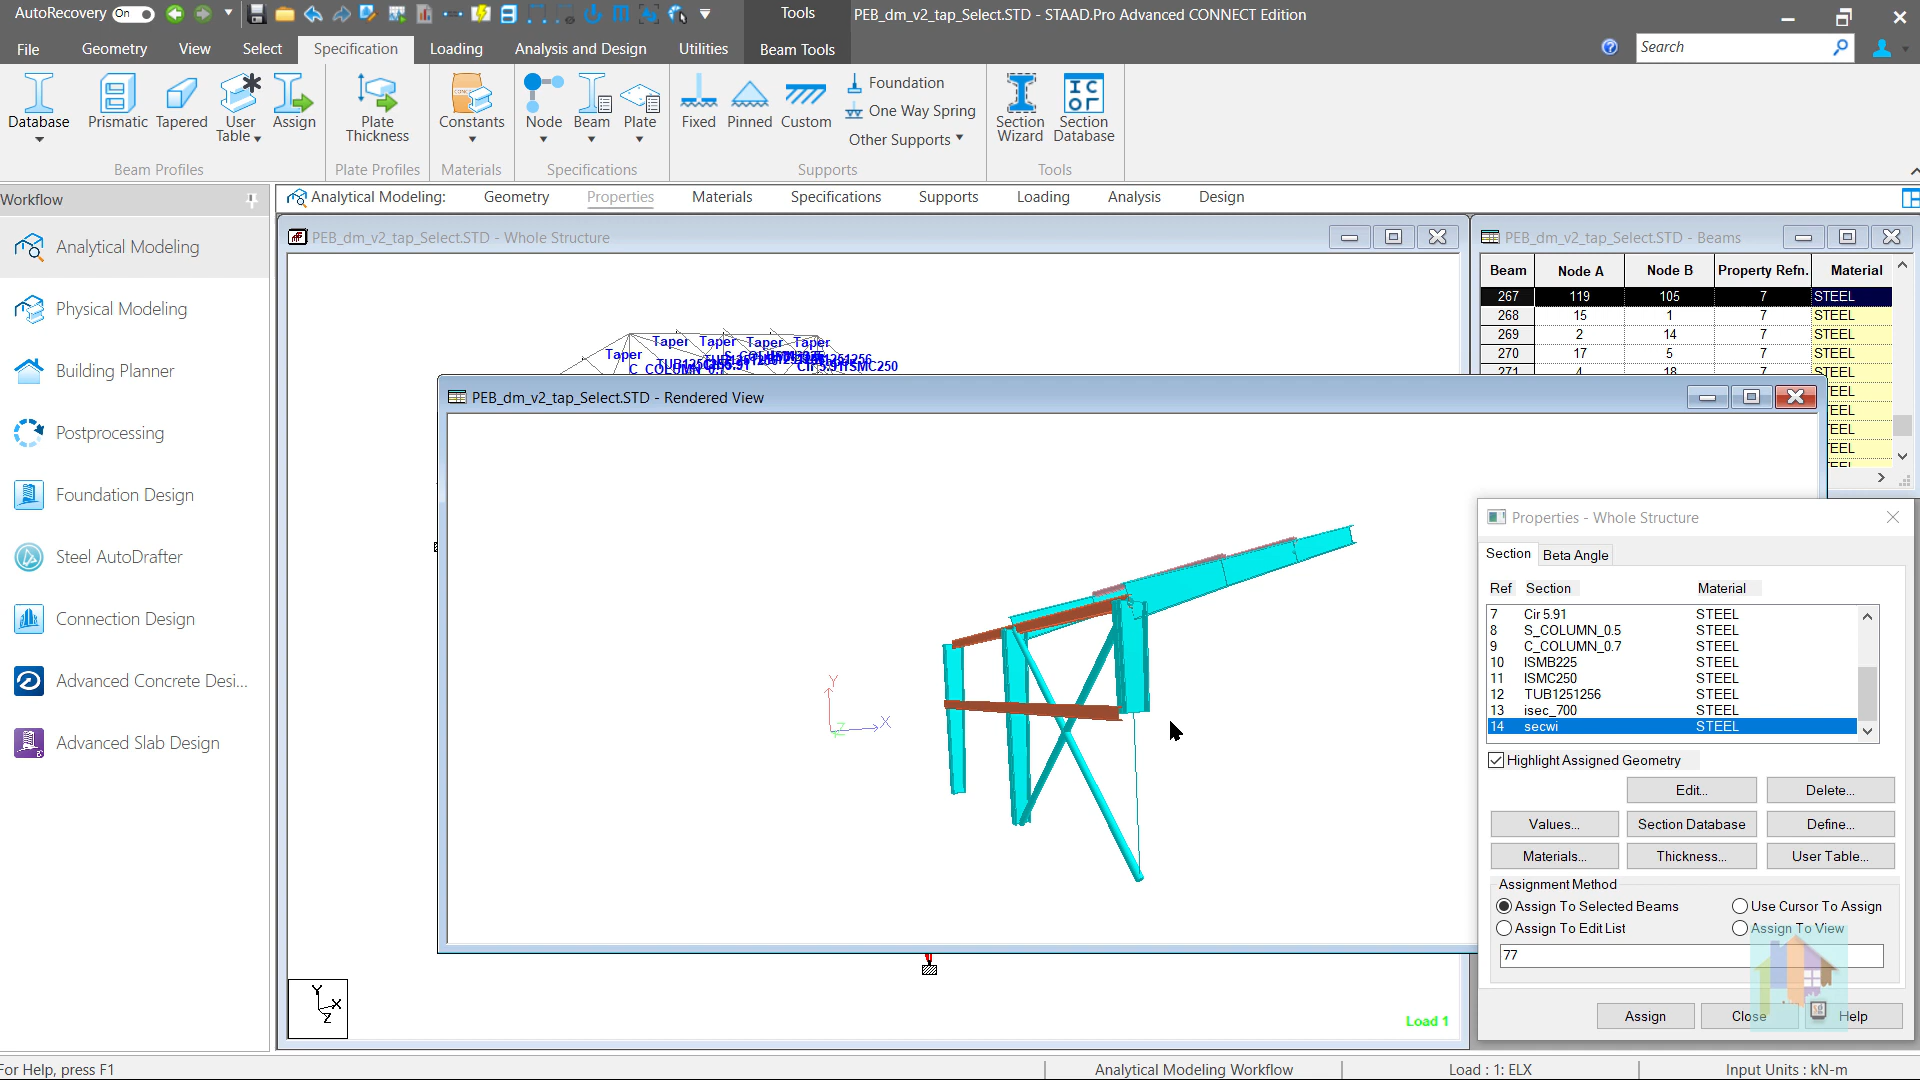 AutoRecovery On
Tools
PEB_dm_v2_tap_Select.STD - STAAD.Pro Advanced CONNECT Edition
File Geometry View Select Specification Loading Analysis and Design Utilities Beam Tools
Search
Database Prismatic Tapered User Table Assign
Beam Profiles
Plate Thickness
Plate Profiles
Constants
Materials
Node Beam Plate
Specifications
Fixed Pinned Custom
Foundation
One Way Spring
Other Supports
Supports
Section Wizard
Section Database
Tools
Workflow
Analytical Modeling
Physical Modeling
Building Planner
Postprocessing
Foundation Design
Steel AutoDrafter
Connection Design
Advanced Concrete Desi...
Advanced Slab Design
Analytical Modeling: Geometry Properties Materials Specifications Supports Loading Analysis Design
PEB_dm_v2_tap_Select.STD - Whole Structure
Taper Taper Taper Taper Taper
PEB_dm_v2_tap_Select.STD - Rendered View
Y
X
Z
Y
X
Z
Load 1
PEB_dm_v2_tap_Select.STD - Beams
Beam Node A Node B Property Refn. Material
267 119 105 7 STEEL
268 15 1 7 STEEL
269 2 14 7 STEEL
270 17 5 7 STEEL
271 4 18 7 STEEL
Properties - Whole Structure
Section Beta Angle
Ref Section Material
7 Cir 5.91 STEEL
8 S_COLUMN_0.5 STEEL
9 C_COLUMN_0.7 STEEL
10 ISMB225 STEEL
11 ISMC250 STEEL
12 TUB1251256 STEEL
13 isec_700 STEEL
14 secwi STEEL
Highlight Assigned Geometry
Edit... Delete...
Values... Section Database Define...
Materials... Thickness... User Table...
Assignment Method
Assign To Selected Beams Use Cursor To Assign
Assign To Edit List Assign To View
77
Assign Close Help
For Help, press F1
Analytical Modeling Workflow
Load : 1: ELX
Input Units : kN-m